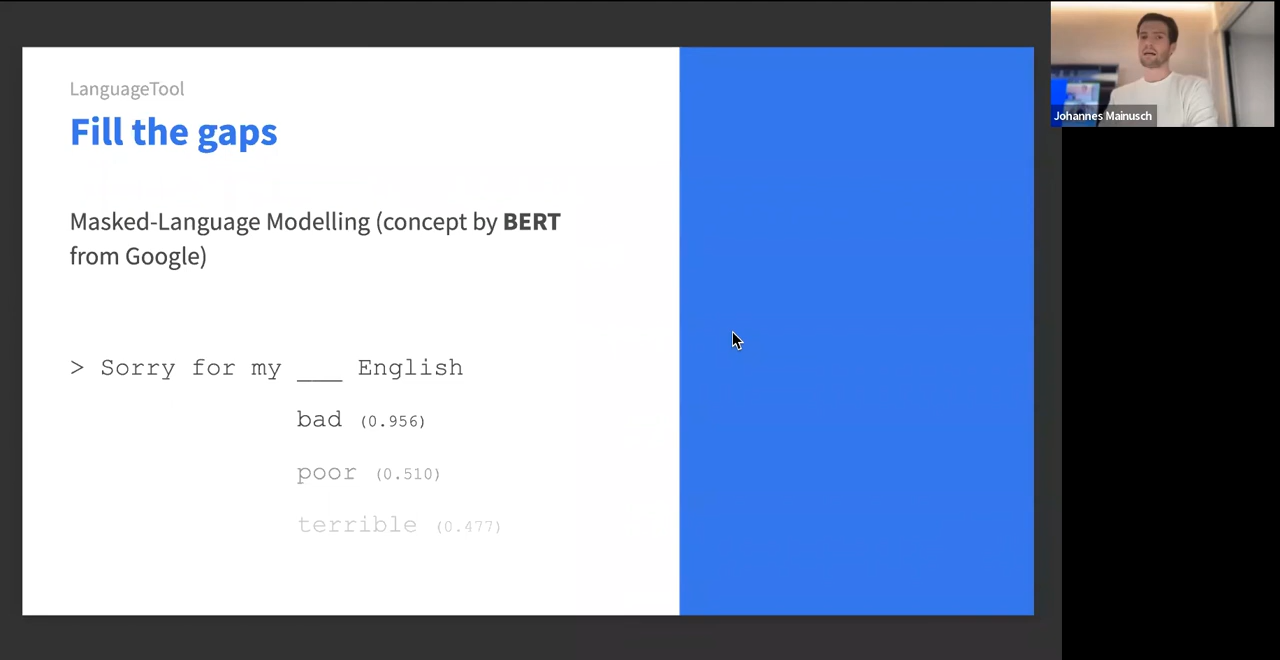 LanguageTool
Fill the gaps
Masked-Language Modelling (concept by BERT
from Google)
> Sorry for my ___ English
bad (0.956)
poor (0.510)
terrible (0.477)
Johannes Mainusch